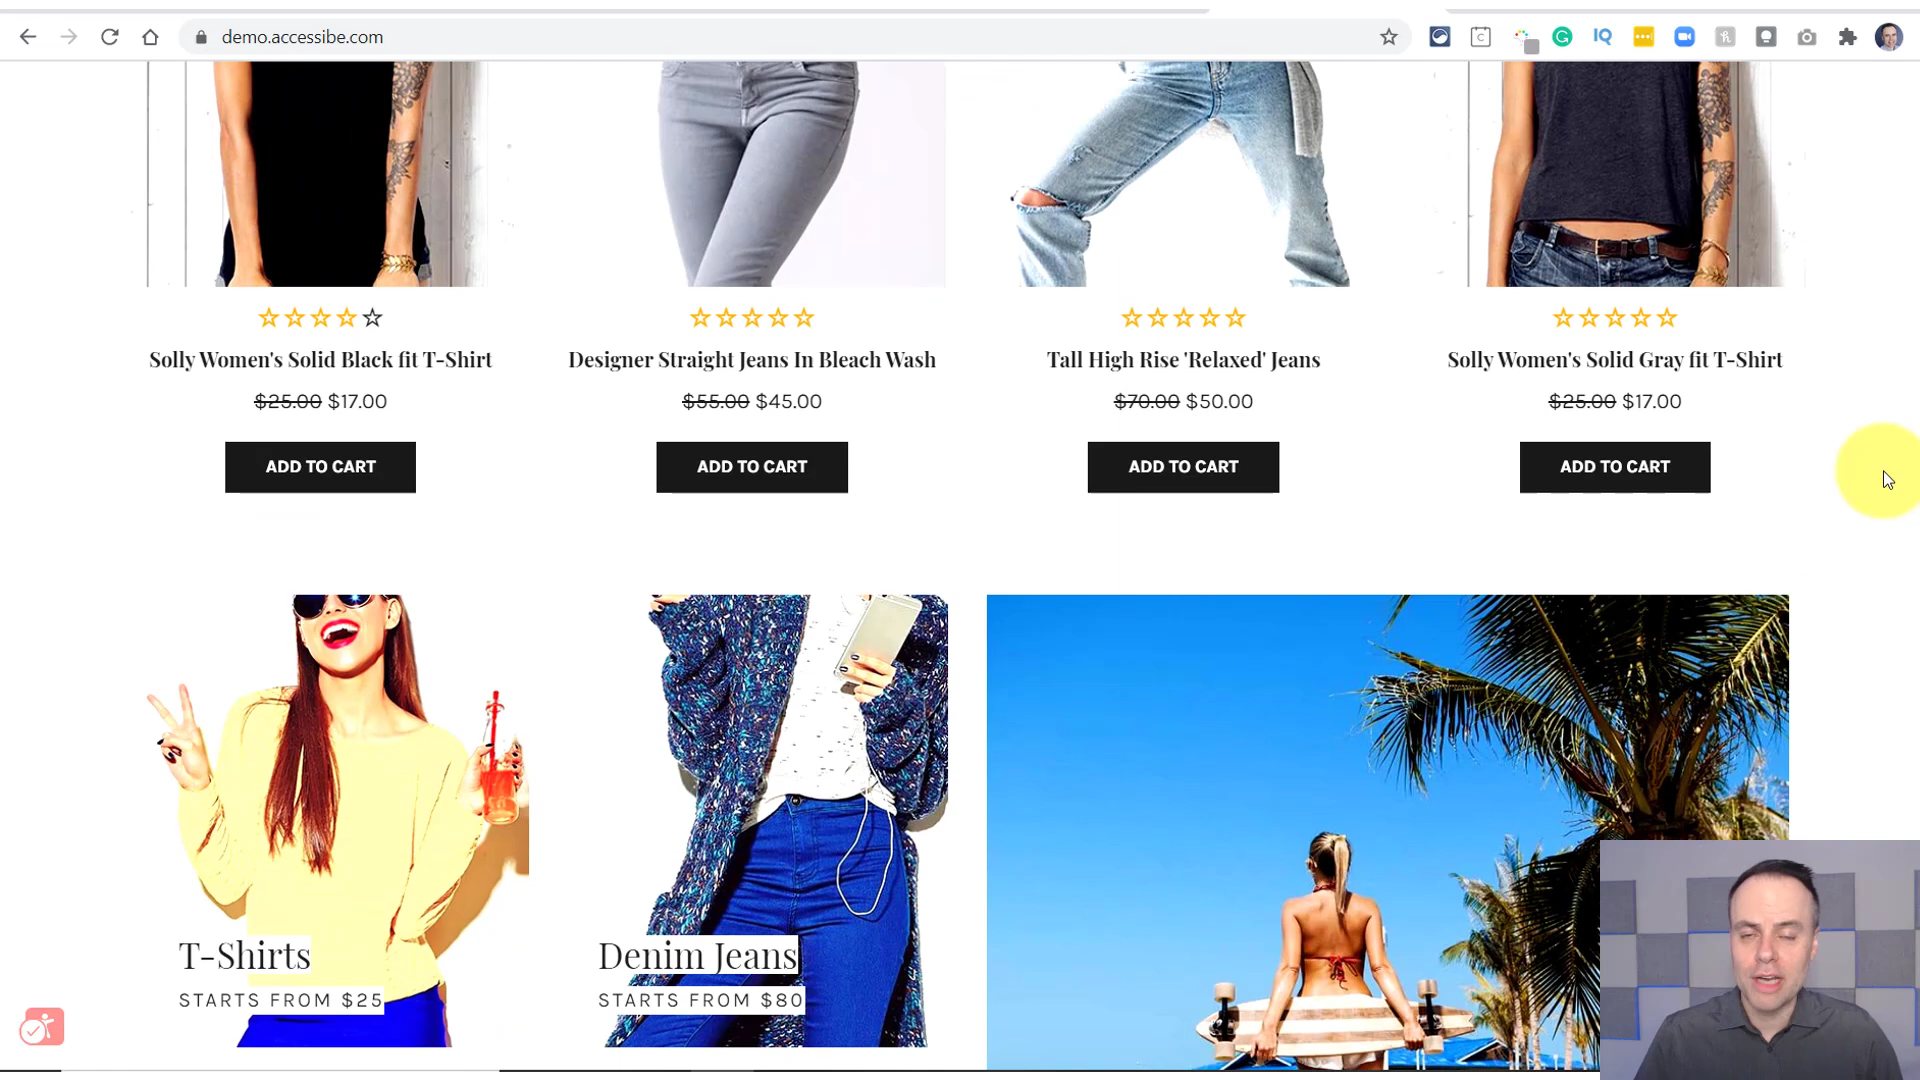 demo.accessibe.com
Solly Women's Solid Black fit T-Shirt
$25.00 $17.00
ADD TO CART
Designer Straight Jeans In Bleach Wash
$55.00 $45.00
ADD TO CART
Tall High Rise 'Relaxed' Jeans
$70.00 $50.00
ADD TO CART
Solly Women's Solid Gray fit T-Shirt
$25.00 $17.00
ADD TO CART
T-Shirts
STARTS FROM $25
Denim Jeans
STARTS FROM $80
IQ